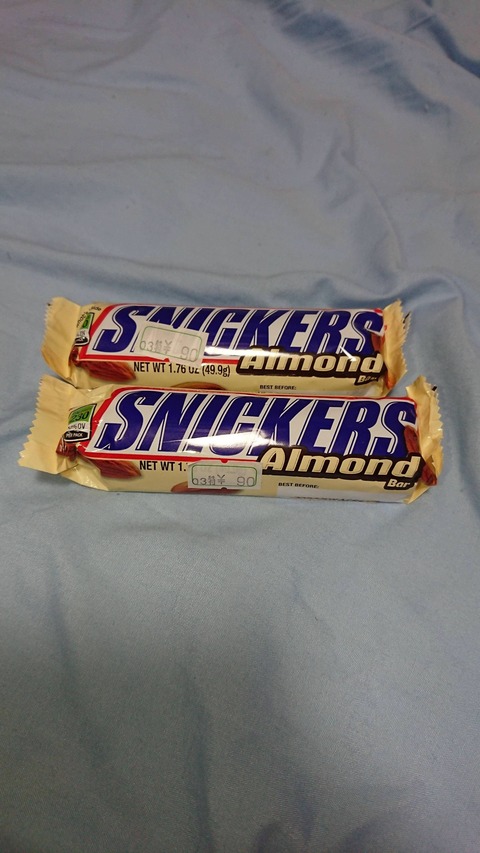 SNICKERS
¥ 90
Almond
Bar
NET WT 1.76 OZ (49.9g)
BEST BEFORE:
SNICKERS
Almond
Bar
NET WT 1.
¥ 90
BEST BEFORE: